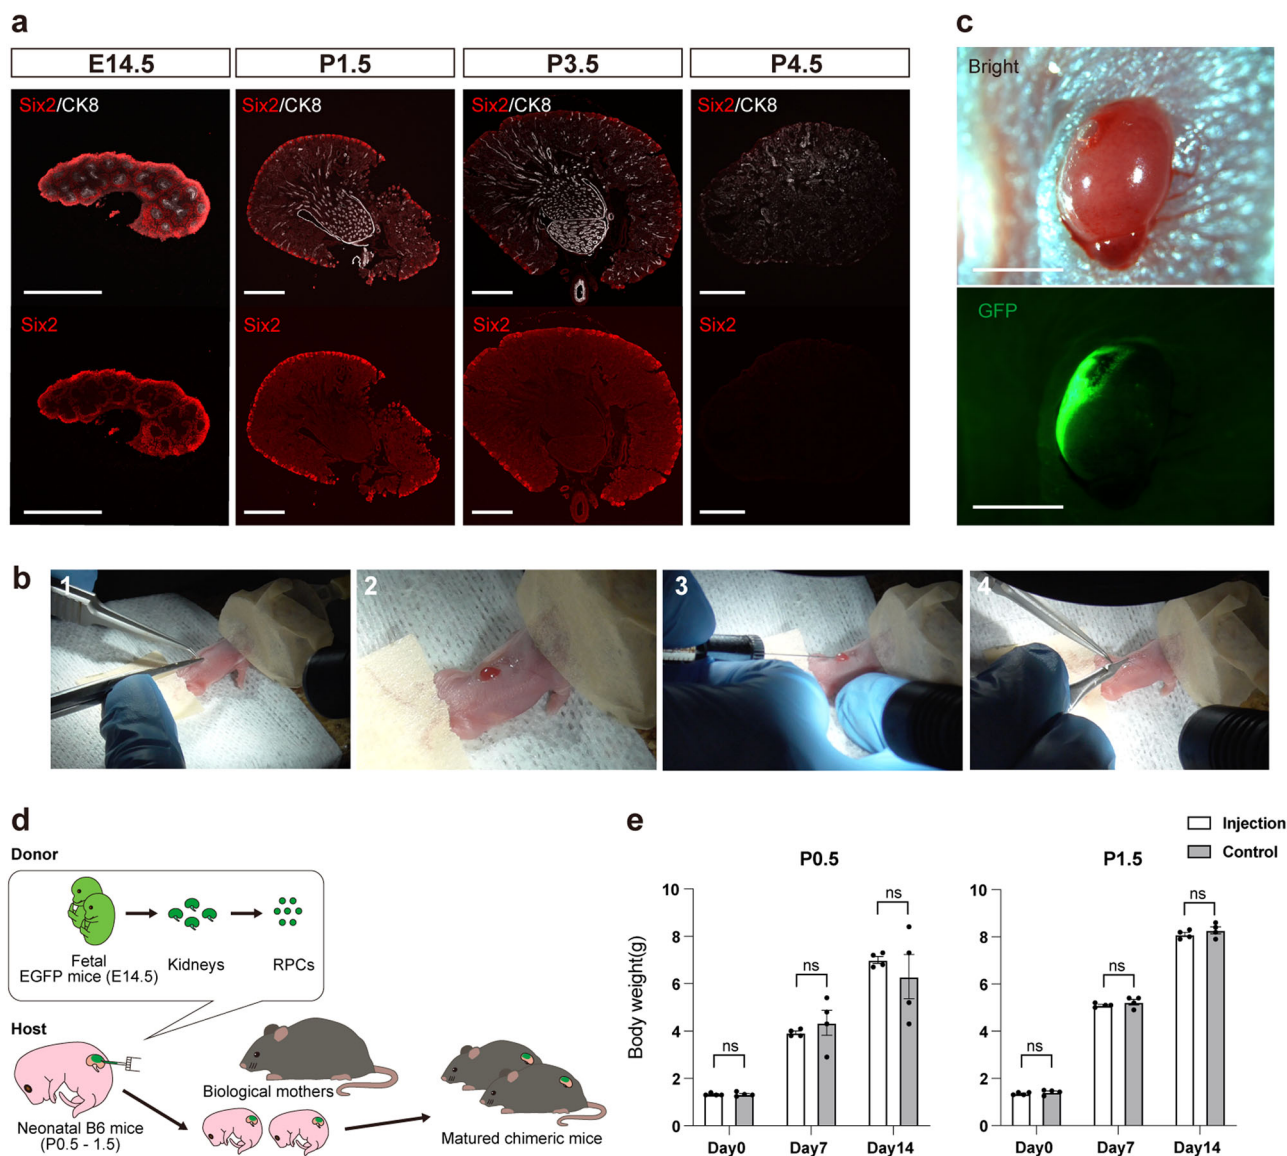 a
E14.5
P1.5
P3.5
P4.5
Six2/CK8
Six2/CK8
Six2/CK8
Six2/CK8
Six2
Six2
Six2
Six2
c
Bright
GFP
b
1
2
3
4
d
Donor
Fetal
EGFP mice (E14.5)
Kidneys
RPCs
Host
Neonatal B6 mice
(P0.5 - 1.5)
Biological mothers
Matured chimeric mice
e
Injection
Control
P0.5
Body weight(g)
10
8
6
4
2
0
ns
ns
ns
Day0
Day7
Day14
P1.5
10
8
6
4
2
0
ns
ns
ns
Day0
Day7
Day14